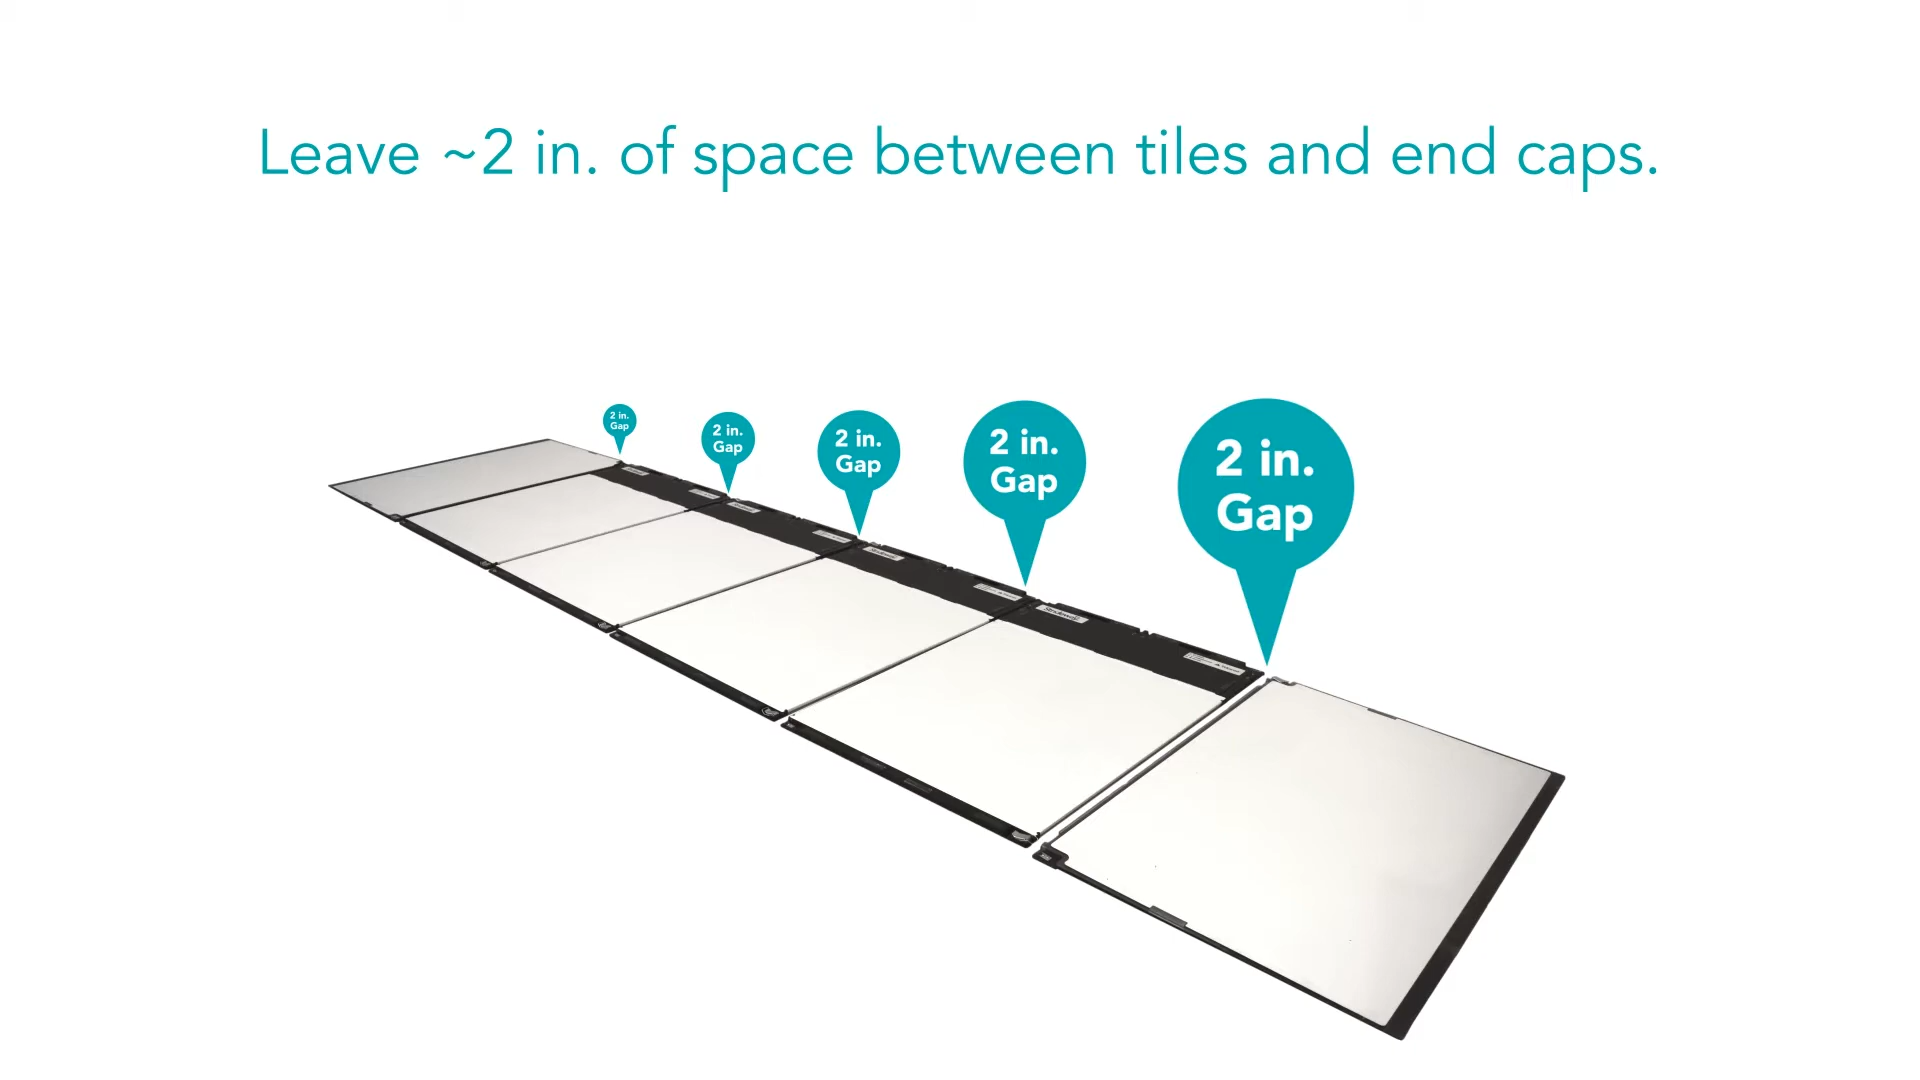 Leave ~2 in. of space between tiles and end caps.
2 in.
Gap
2 in.
Gap
2 in.
Gap
2 in.
Gap
2 in.
Gap